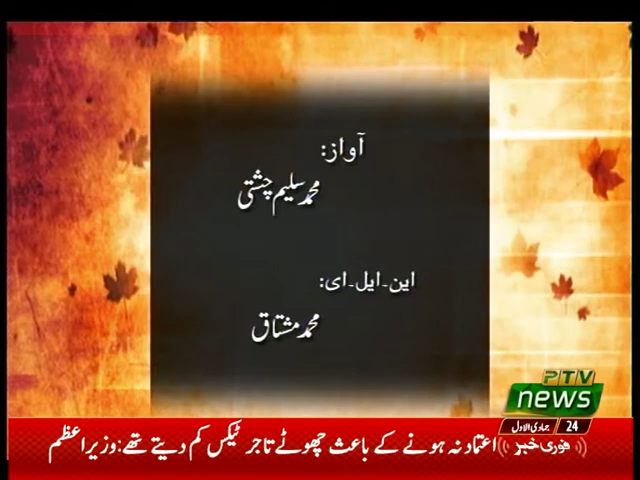 آواز:
محمد سلیم چشتی
این۔ایل۔ای:
محمد مشتاق
PTV
news
24
جمادی الاول
فوری خبر
اعتماد نہ ہونے کے باعث چھوٹے تاجر ٹیکس کم دیتے تھے:وزیراعظم